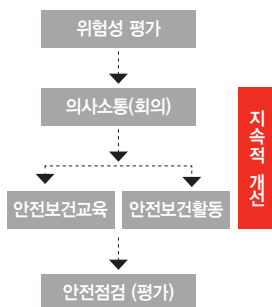 위험성 평가
의사소통(회의)
안전보건교육
안전보건활동
안전점검 (평가)
지속적 개선